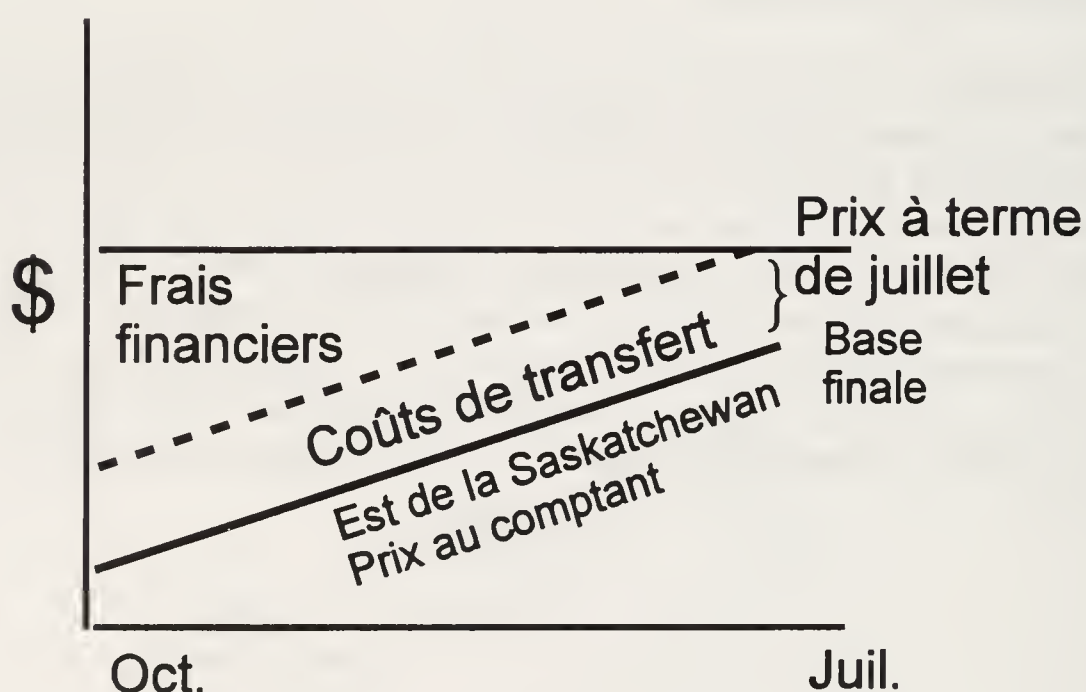 $
Frais
financiers
Prix à terme
de juillet
Base
finale
Coûts de transfert
Est de la Saskatchewan
Prix au comptant
Oct.
Juil.